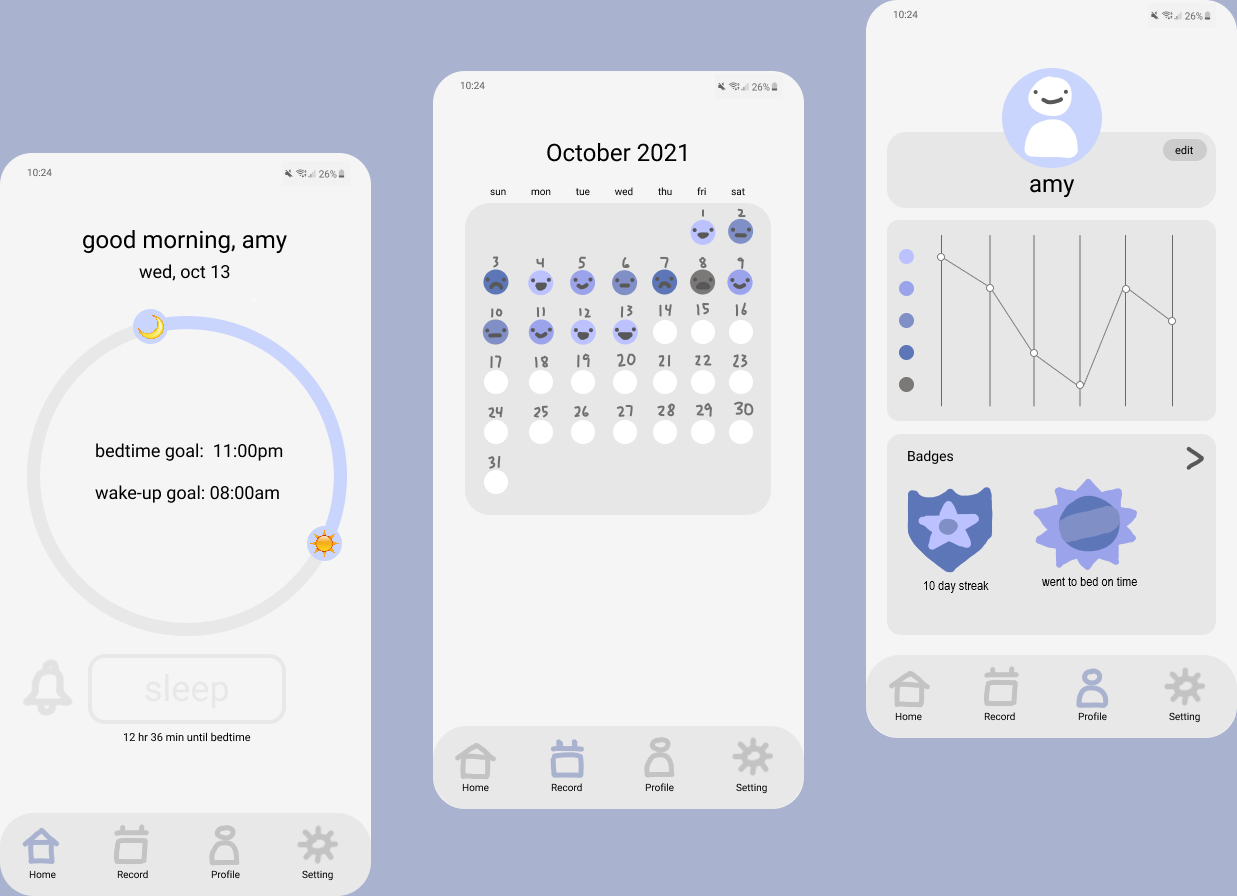 10:24
26%
good morning, amy
wed, oct 13
bedtime goal: 11:00pm
wake-up goal: 08:00am
sleep
12 hr 36 min until bedtime
Home Record Profile Setting
10:24
26%
October 2021
sun mon tue wed thu fri sat
1 2
3 4 5 6 7 8 9
10 11 12 13 14 15 16
17 18 19 20 21 22 23
24 25 26 27 28 29 30
31
Home Record Profile Setting
10:24
26%
edit
amy
Badges
10 day streak
went to bed on time
Home Record Profile Setting